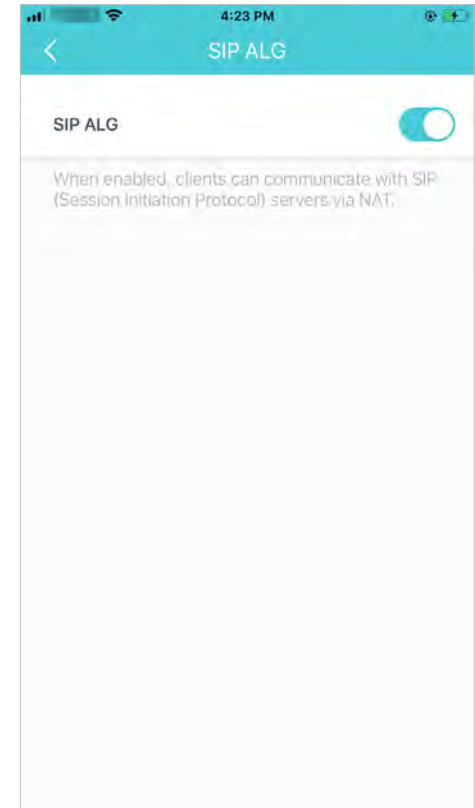 4:23 PM
SIP ALG
SIP ALG
When enabled, clients can communicate with SIP
(Session Initiation Protocol) servers via NAT.